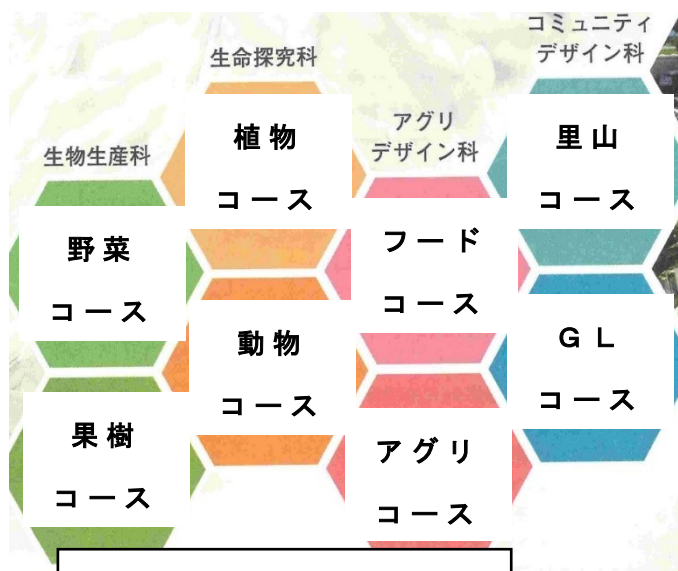 生物生産科
野菜
コース
果樹
コース
生命探究科
植物
コース
動物
コース
アグリ
デザイン科
フード
コース
アグリ
コース
コミュニティ
デザイン科
里山
コース
ＧＬ
コース